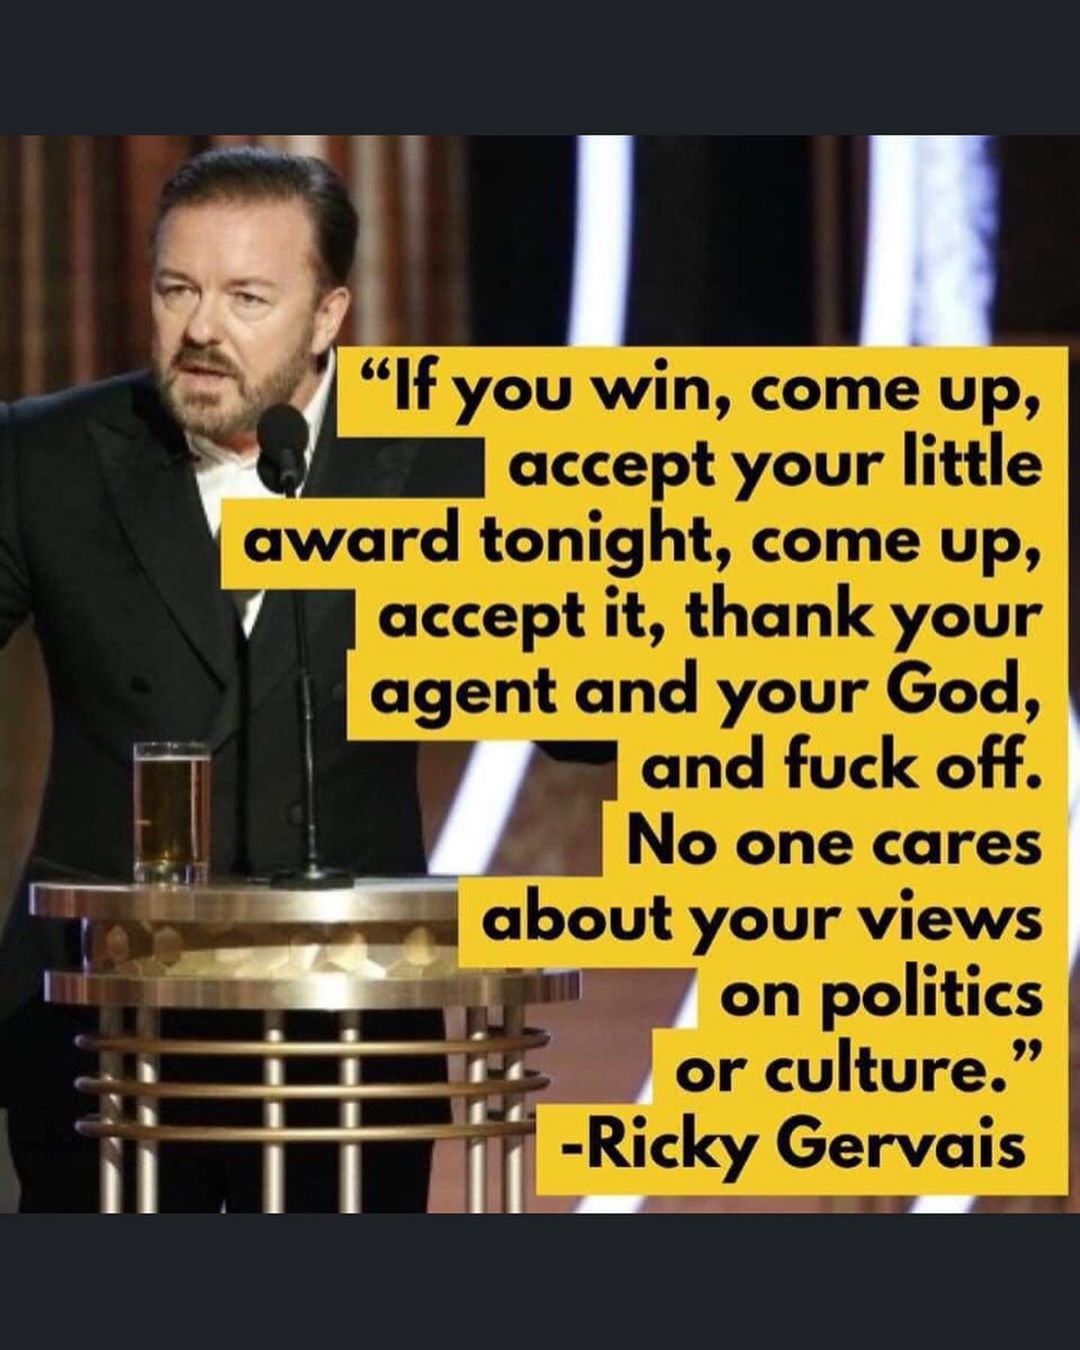 “If you win, come up,
accept your little
award tonight, come up,
accept it, thank your
agent and your God,
and fuck off.
No one cares
about your views
on politics
or culture.”
-Ricky Gervais